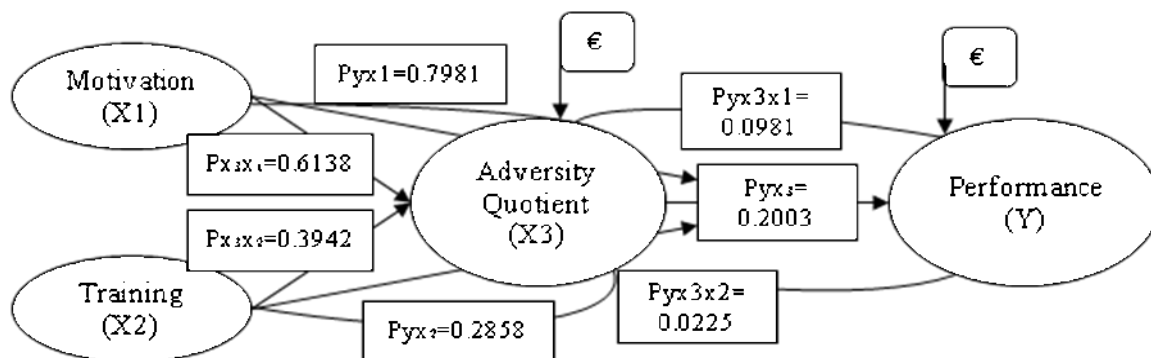 €
€
Motivation
(X1)
Pyx1=0.7981
Pyx3x1=
0.0981
Px₃x₁=0.6138
Adversity
Quotient
(X3)
Pyx₃=
0.2003
Performance
(Y)
Px₃x₂=0.3942
Training
(X2)
Pyx₂=0.2858
Pyx3x2=
0.0225